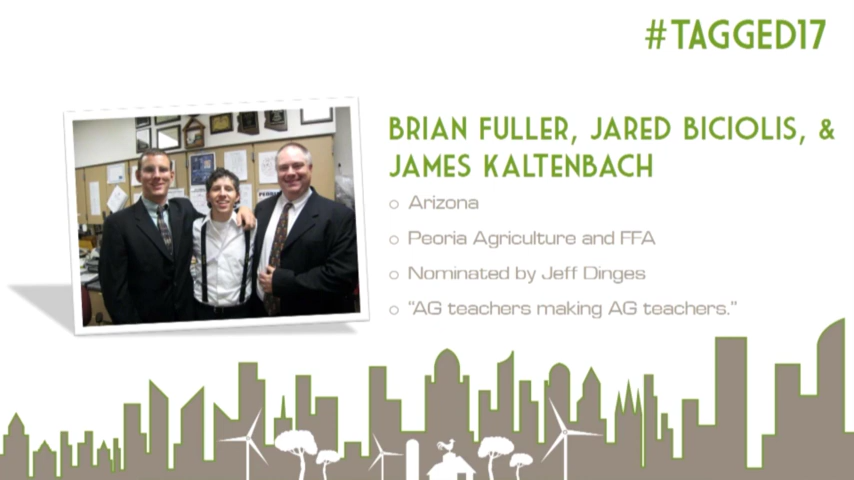 #TAGGED17
BRIAN FULLER, JARED BICIOLIS, &
JAMES KALTENBACH
Arizona
Peoria Agriculture and FFA
Nominated by Jeff Dinges
"AG teachers making AG teachers."